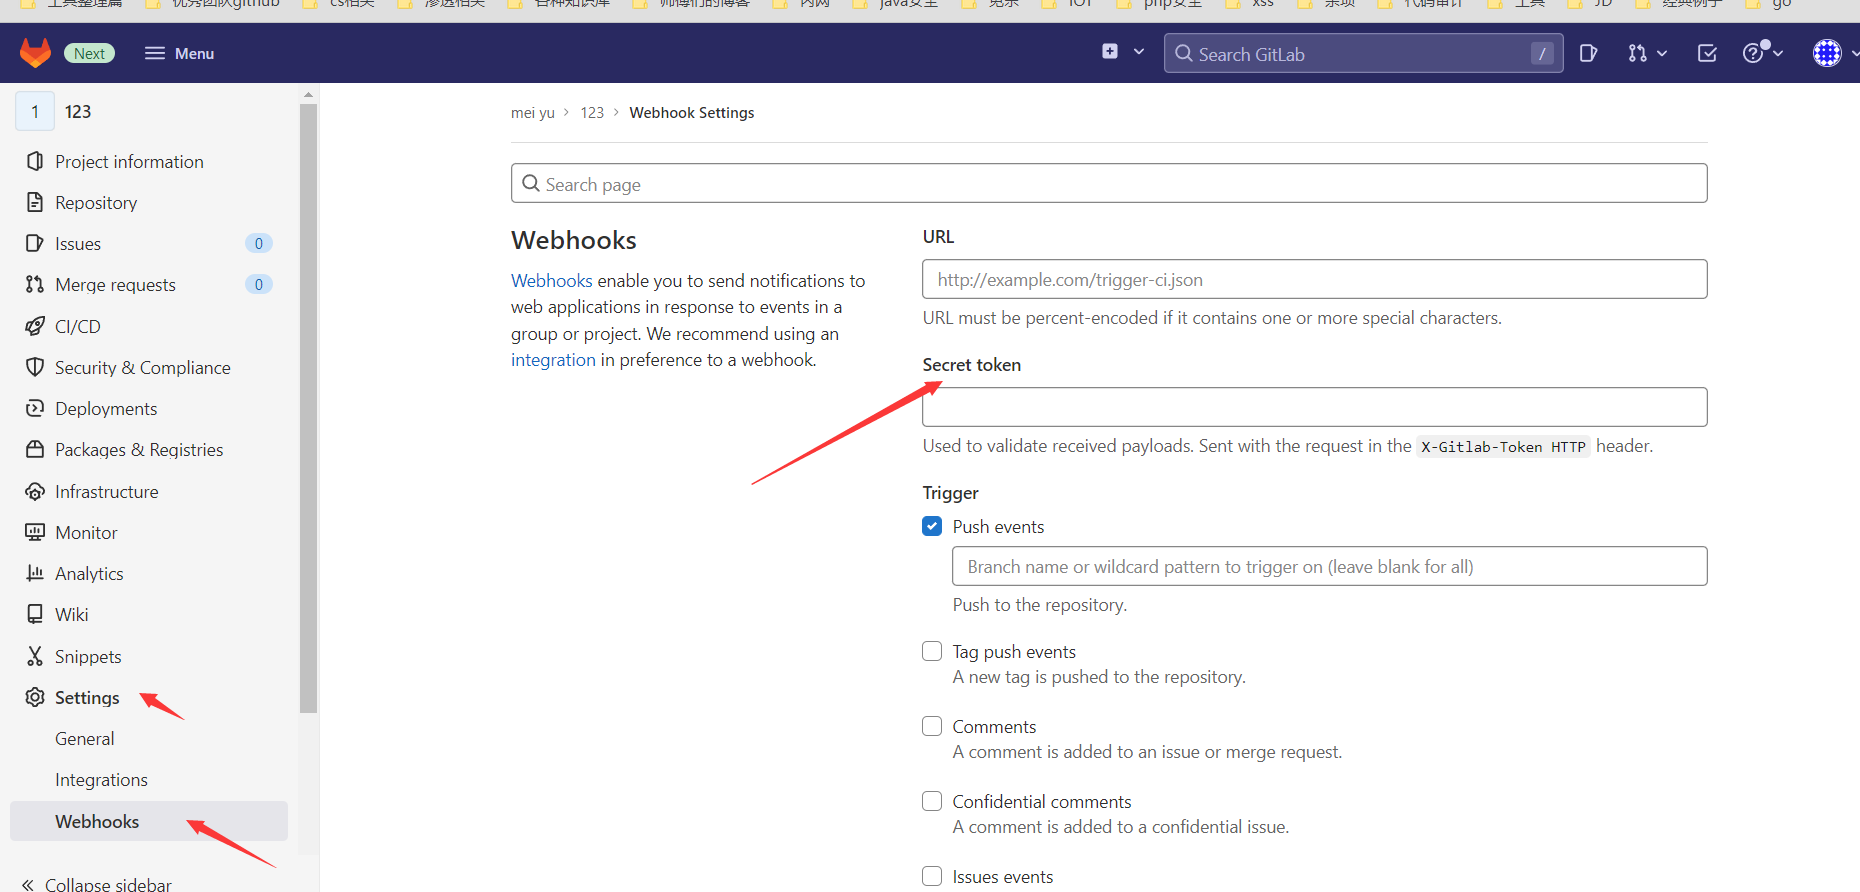 工具整理篇 优秀团队github cs相关 渗透相关 各种知识库 师傅们的博客 内网 java安全 免杀 IOT php安全 xss 杂项 代码审计 工具 JD 经典例子 go
Next Menu Search GitLab /
1 123
Project information
Repository
Issues 0
Merge requests 0
CI/CD
Security & Compliance
Deployments
Packages & Registries
Infrastructure
Monitor
Analytics
Wiki
Snippets
Settings
General
Integrations
Webhooks
Collapse sidebar
mei yu > 123 > Webhook Settings
Search page
Webhooks
Webhooks enable you to send notifications to
web applications in response to events in a
group or project. We recommend using an
integration in preference to a webhook.
URL
http://example.com/trigger-ci.json
URL must be percent-encoded if it contains one or more special characters.
Secret token
Used to validate received payloads. Sent with the request in the X-Gitlab-Token HTTP header.
Trigger
Push events
Branch name or wildcard pattern to trigger on (leave blank for all)
Push to the repository.
Tag push events
A new tag is pushed to the repository.
Comments
A comment is added to an issue or merge request.
Confidential comments
A comment is added to a confidential issue.
Issues events